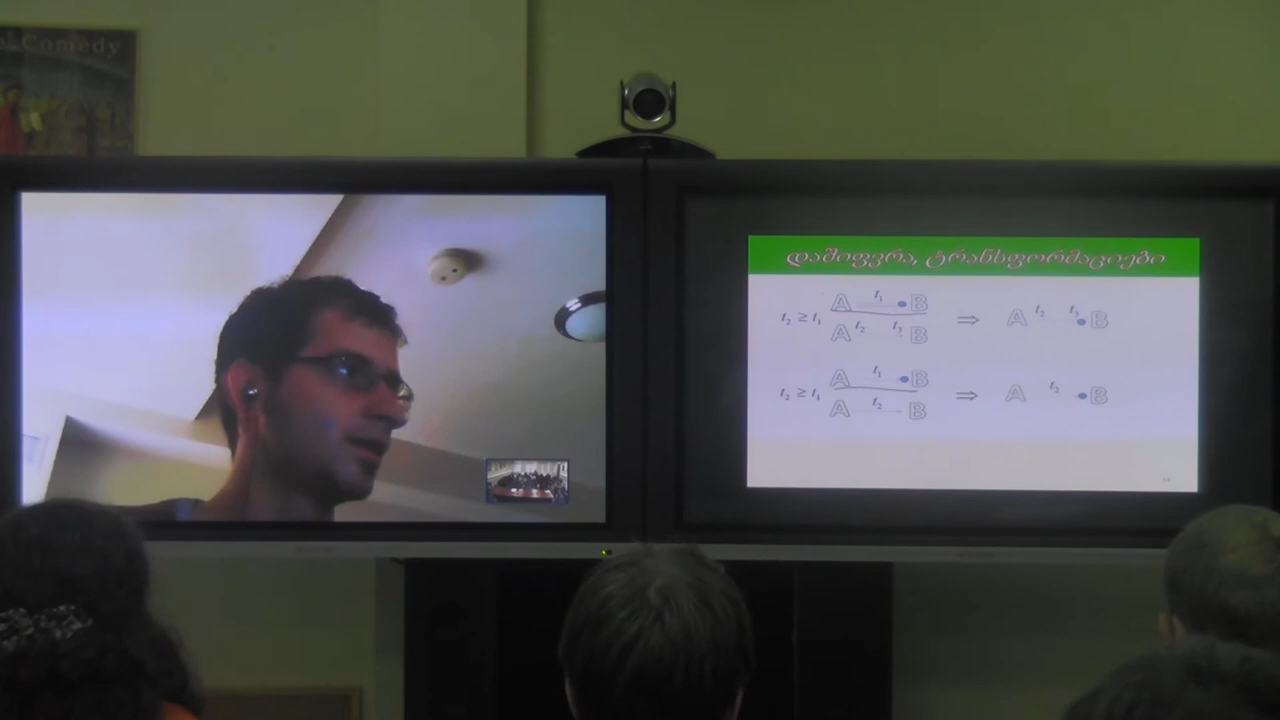 Comedy
დაშიფვრა, ტრანსფორმაციები
A t₁ B
t₂ ≥ t₁ ⇒ A t₂ t₃ B
A t₂ t₃ B
A t₁ B
t₂ ≥ t₁ ⇒ A t₂ B
A t₂ B